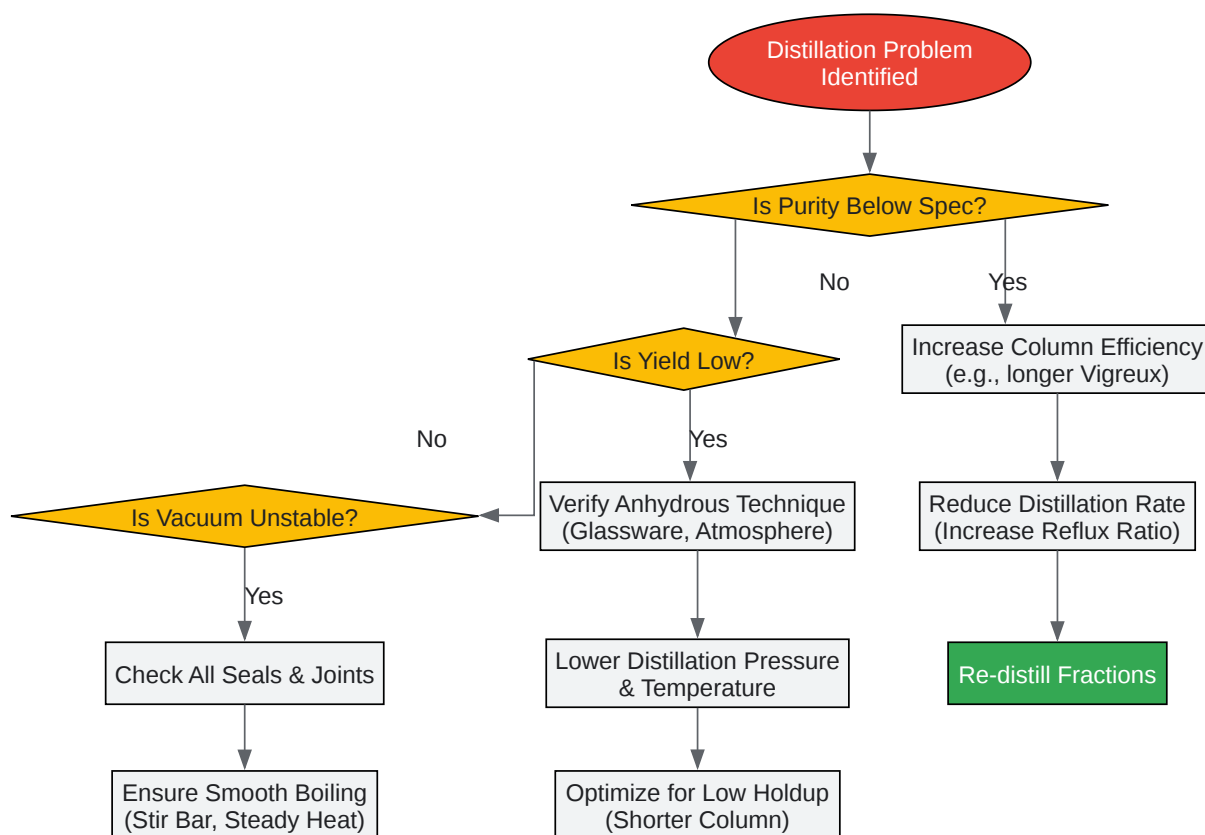 Distillation Problem
Identified
Is Purity Below Spec?
No
Yes
Is Yield Low?
Increase Column Efficiency
(e.g., longer Vigreux)
No
Yes
Is Vacuum Unstable?
Verify Anhydrous Technique
(Glassware, Atmosphere)
Reduce Distillation Rate
(Increase Reflux Ratio)
Yes
Check All Seals & Joints
Lower Distillation Pressure
& Temperature
Re-distill Fractions
Ensure Smooth Boiling
(Stir Bar, Steady Heat)
Optimize for Low Holdup
(Shorter Column)